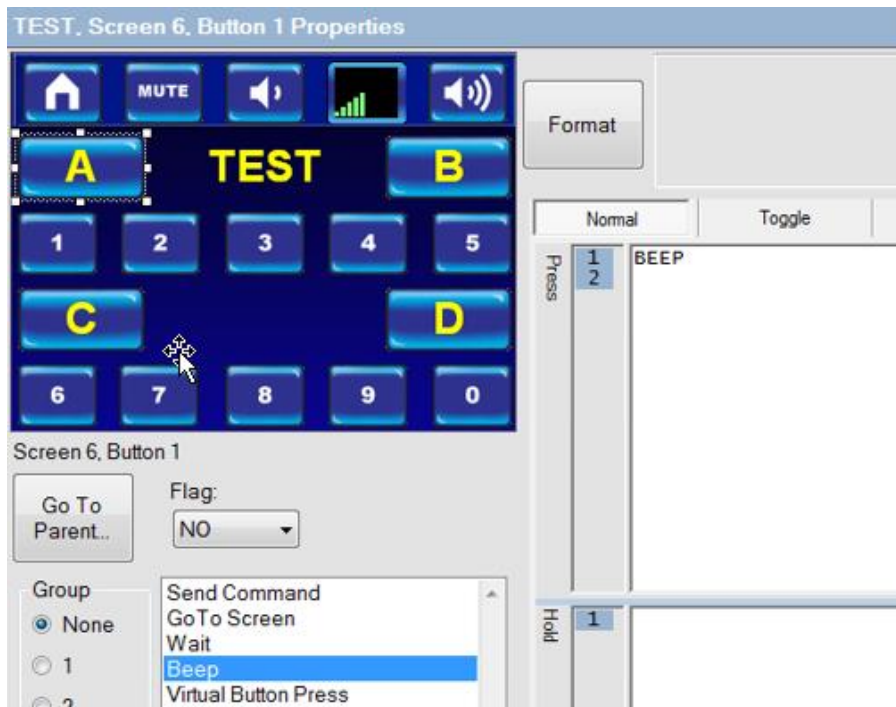 TEST, Screen 6, Button 1 Properties
MUTE
A TEST B
1 2 3 4 5
C D
6 7 8 9 0
Screen 6, Button 1
Go To
Parent...
Flag:
NO
Group
None
1
Send Command
GoTo Screen
Wait
Beep
Virtual Button Press
Format
Normal Toggle
Press
1 BEEP
2
Hold
1